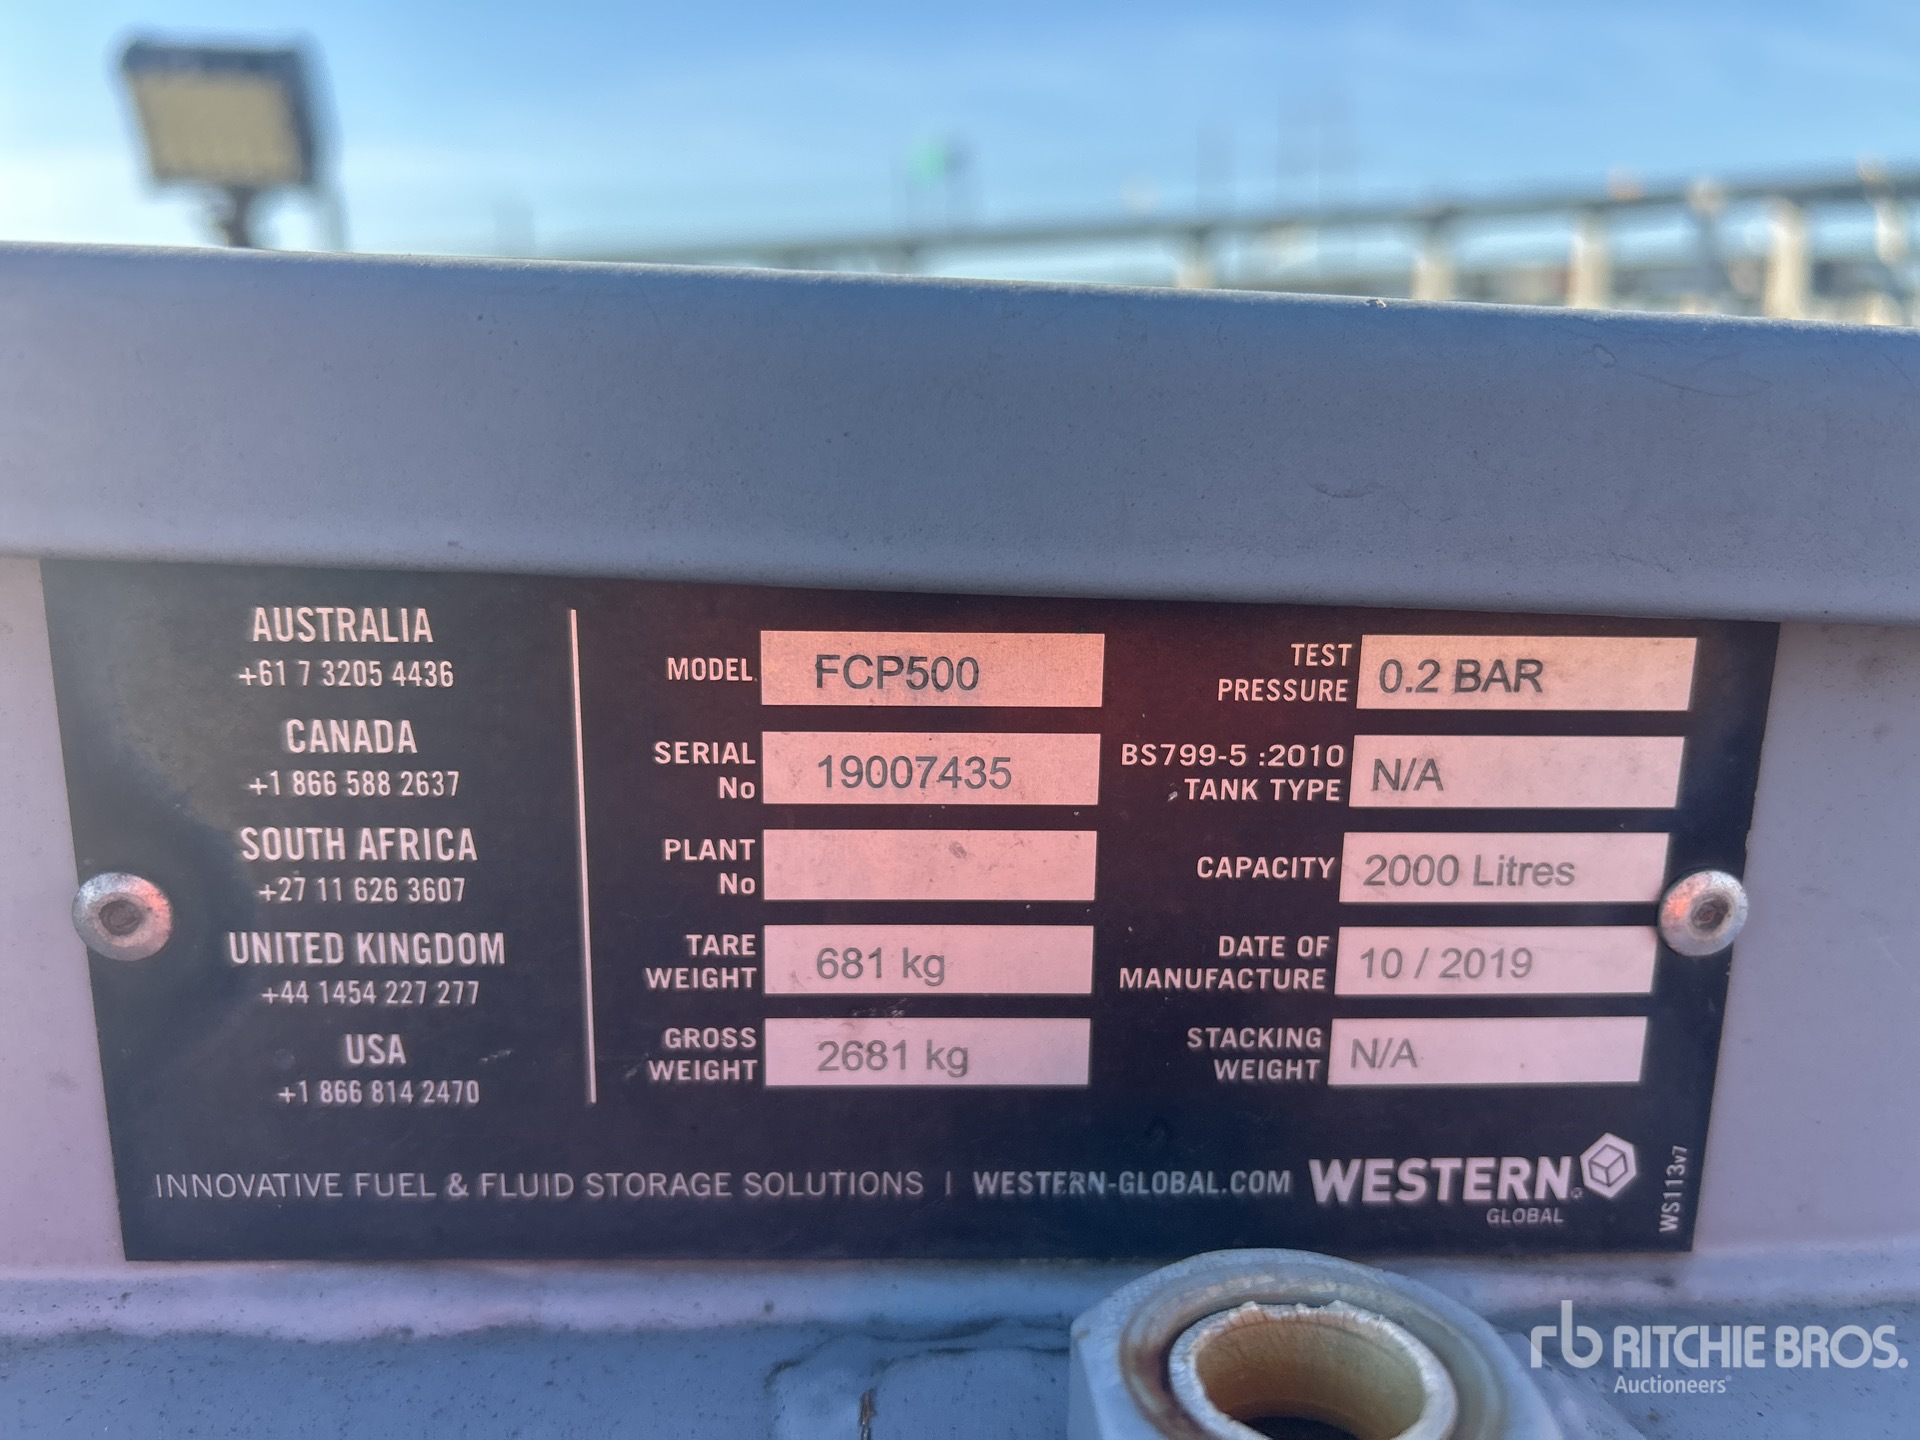 AUSTRALIA
+61 7 3205 4436
CANADA
+1 866 588 2637
SOUTH AFRICA
+27 11 626 3607
UNITED KINGDOM
+44 1454 227 277
USA
+1 866 814 2470
MODEL FCP500
SERIAL
No 19007435
PLANT
No
TARE
WEIGHT 681 kg
GROSS
WEIGHT 2681 kg
TEST
PRESSURE 0.2 BAR
BS799-5 :2010
TANK TYPE N/A
CAPACITY 2000 Litres
DATE OF
MANUFACTURE 10 / 2019
STACKING
WEIGHT N/A
INNOVATIVE FUEL & FLUID STORAGE SOLUTIONS | WESTERN-GLOBAL.COM WESTERN®
GLOBAL
WS113v7
rb RITCHIE BROS.
Auctioneers